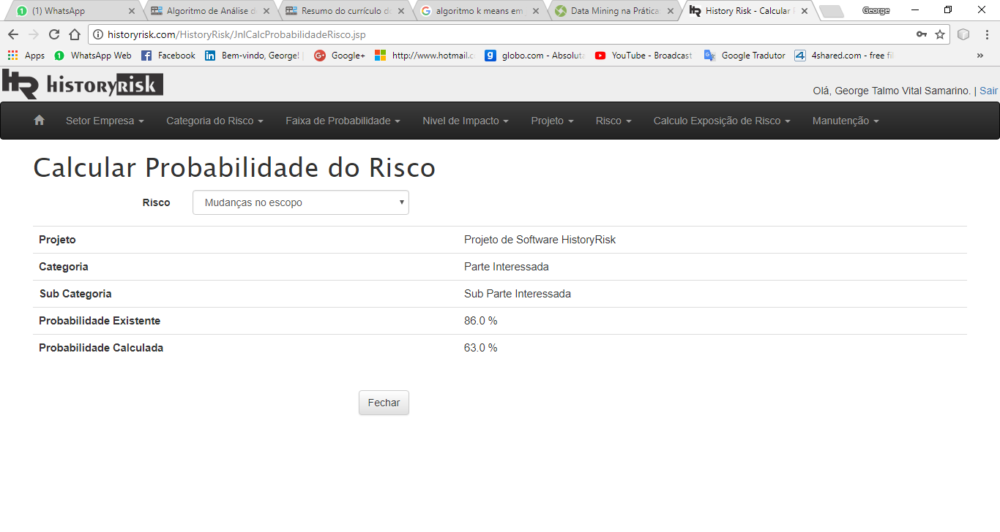 (1) WhatsApp
Algoritmo de Análise d
Resumo do currículo d
algoritmo k means em
Data Mining na Prática
History Risk - Calcular
George
historyrisk.com/HistoryRisk/JnlCalcProbabilidadeRisco.jsp
Apps WhatsApp Web Facebook Bem-vindo, George! Google+ http://www.hotmail.c globo.com - Absoluta YouTube - Broadcast Google Tradutor 4shared.com - free fil »
HR historyRisk
Olá, George Talmo Vital Samarino. | Sair
Setor Empresa Categoria do Risco Faixa de Probabilidade Nivel de Impacto Projeto Risco Calculo Exposição de Risco Manutenção
Calcular Probabilidade do Risco
Risco Mudanças no escopo
Projeto Projeto de Software HistoryRisk
Categoria Parte Interessada
Sub Categoria Sub Parte Interessada
Probabilidade Existente 86.0 %
Probabilidade Calculada 63.0 %
Fechar